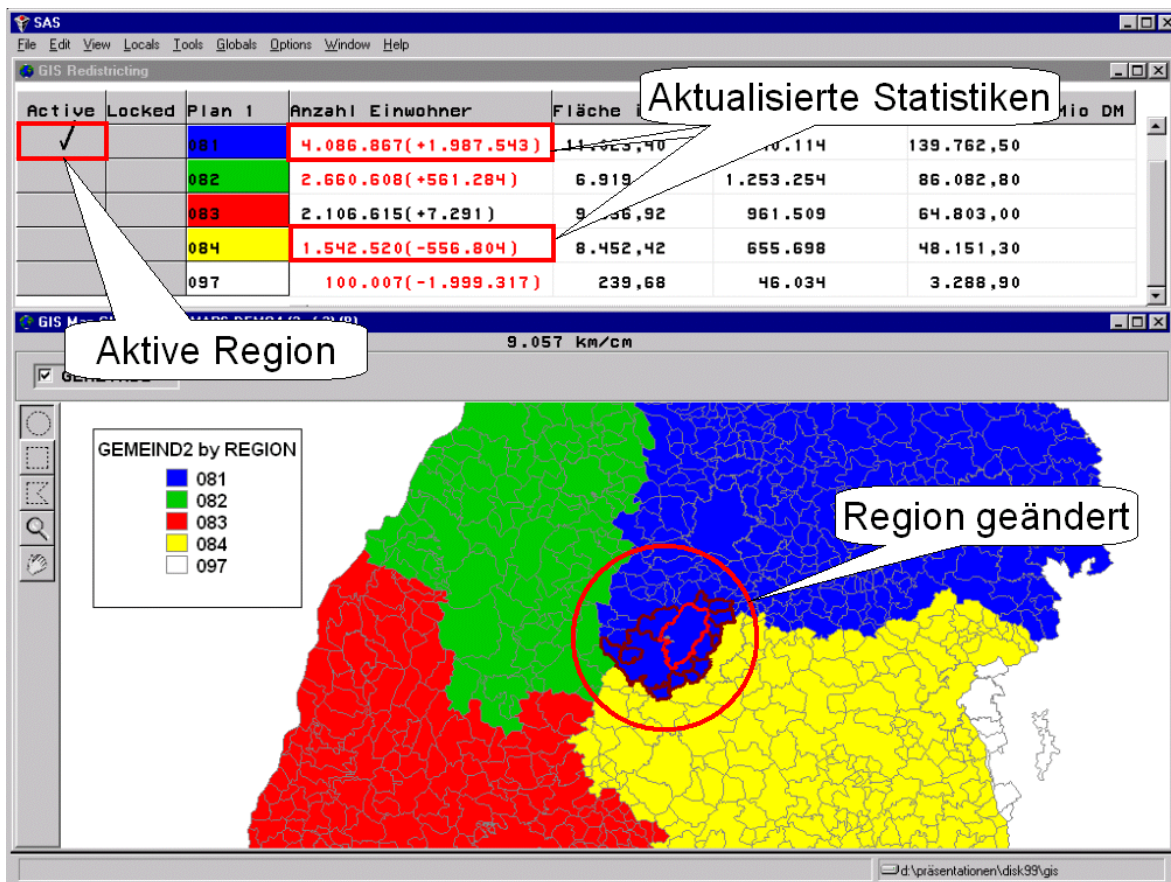 SAS
File Edit View Locals Tools Globals Options Window Help
GIS Redistricting
Active Locked Plan 1 Anzahl Einwohner Fläche Mio DM
Aktualisierte Statistiken
081 4.086.867(+1.987.543) 139.762,50
082 2.660.608(+561.284) 6.919 1.253.254 86.082,80
083 2.106.615(+7.291) 961.509 64.803,00
084 1.542.520(-556.804) 8.452,42 655.698 48.151,30
097 100.007(-1.999.317) 239,68 46.034 3.288,90
GIS
Aktive Region
9.057 Km/cm
GEMEIND2 by REGION
081
082
083
084
097
Region geändert
d:\präsentationen\disk99\gis